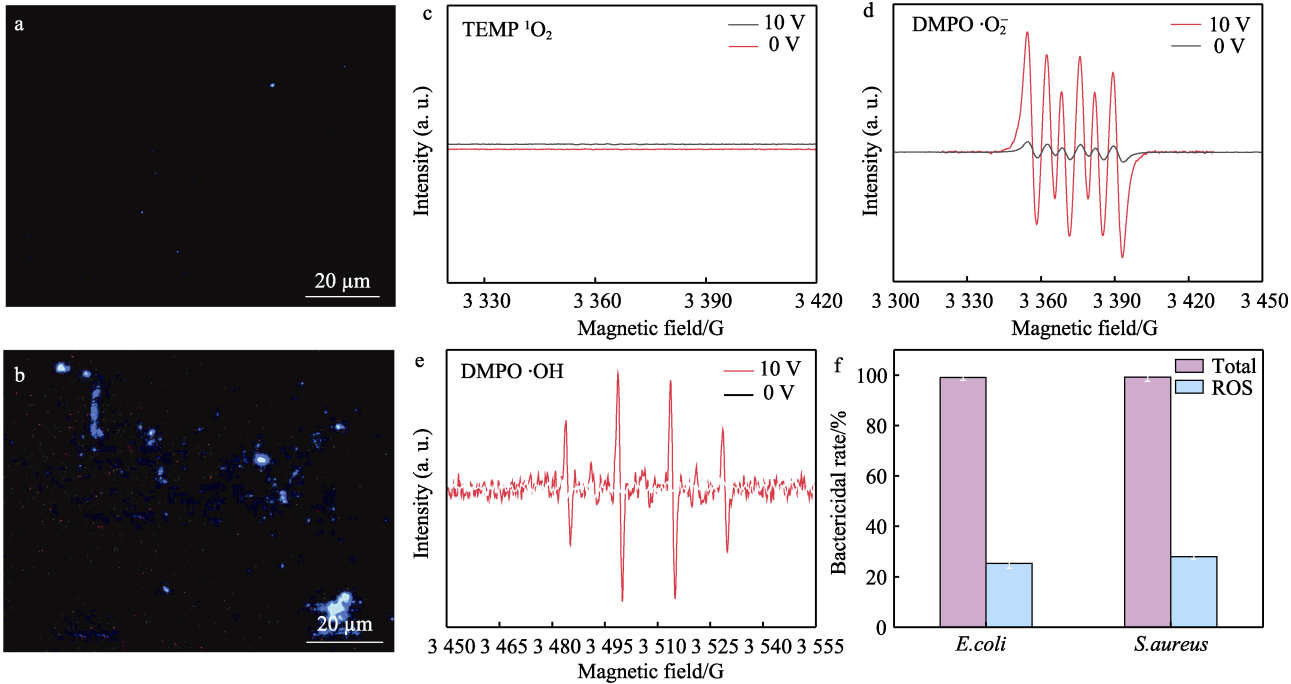 a
20 µm
b
20 µm
c
TEMP ¹O₂
10 V
0 V
Intensity (a. u.)
3 330 3 360 3 390 3 420
Magnetic field/G
d
DMPO ·O₂⁻
10 V
0 V
Intensity (a. u.)
3 300 3 330 3 360 3 390 3 420 3 450
Magnetic field/G
e
DMPO ·OH
10 V
0 V
Intensity (a. u.)
3 450 3 465 3 480 3 495 3 510 3 525 3 540 3 555
Magnetic field/G
f
Total
ROS
Bactericidal rate/%
100
80
60
40
20
0
E.coli S.aureus